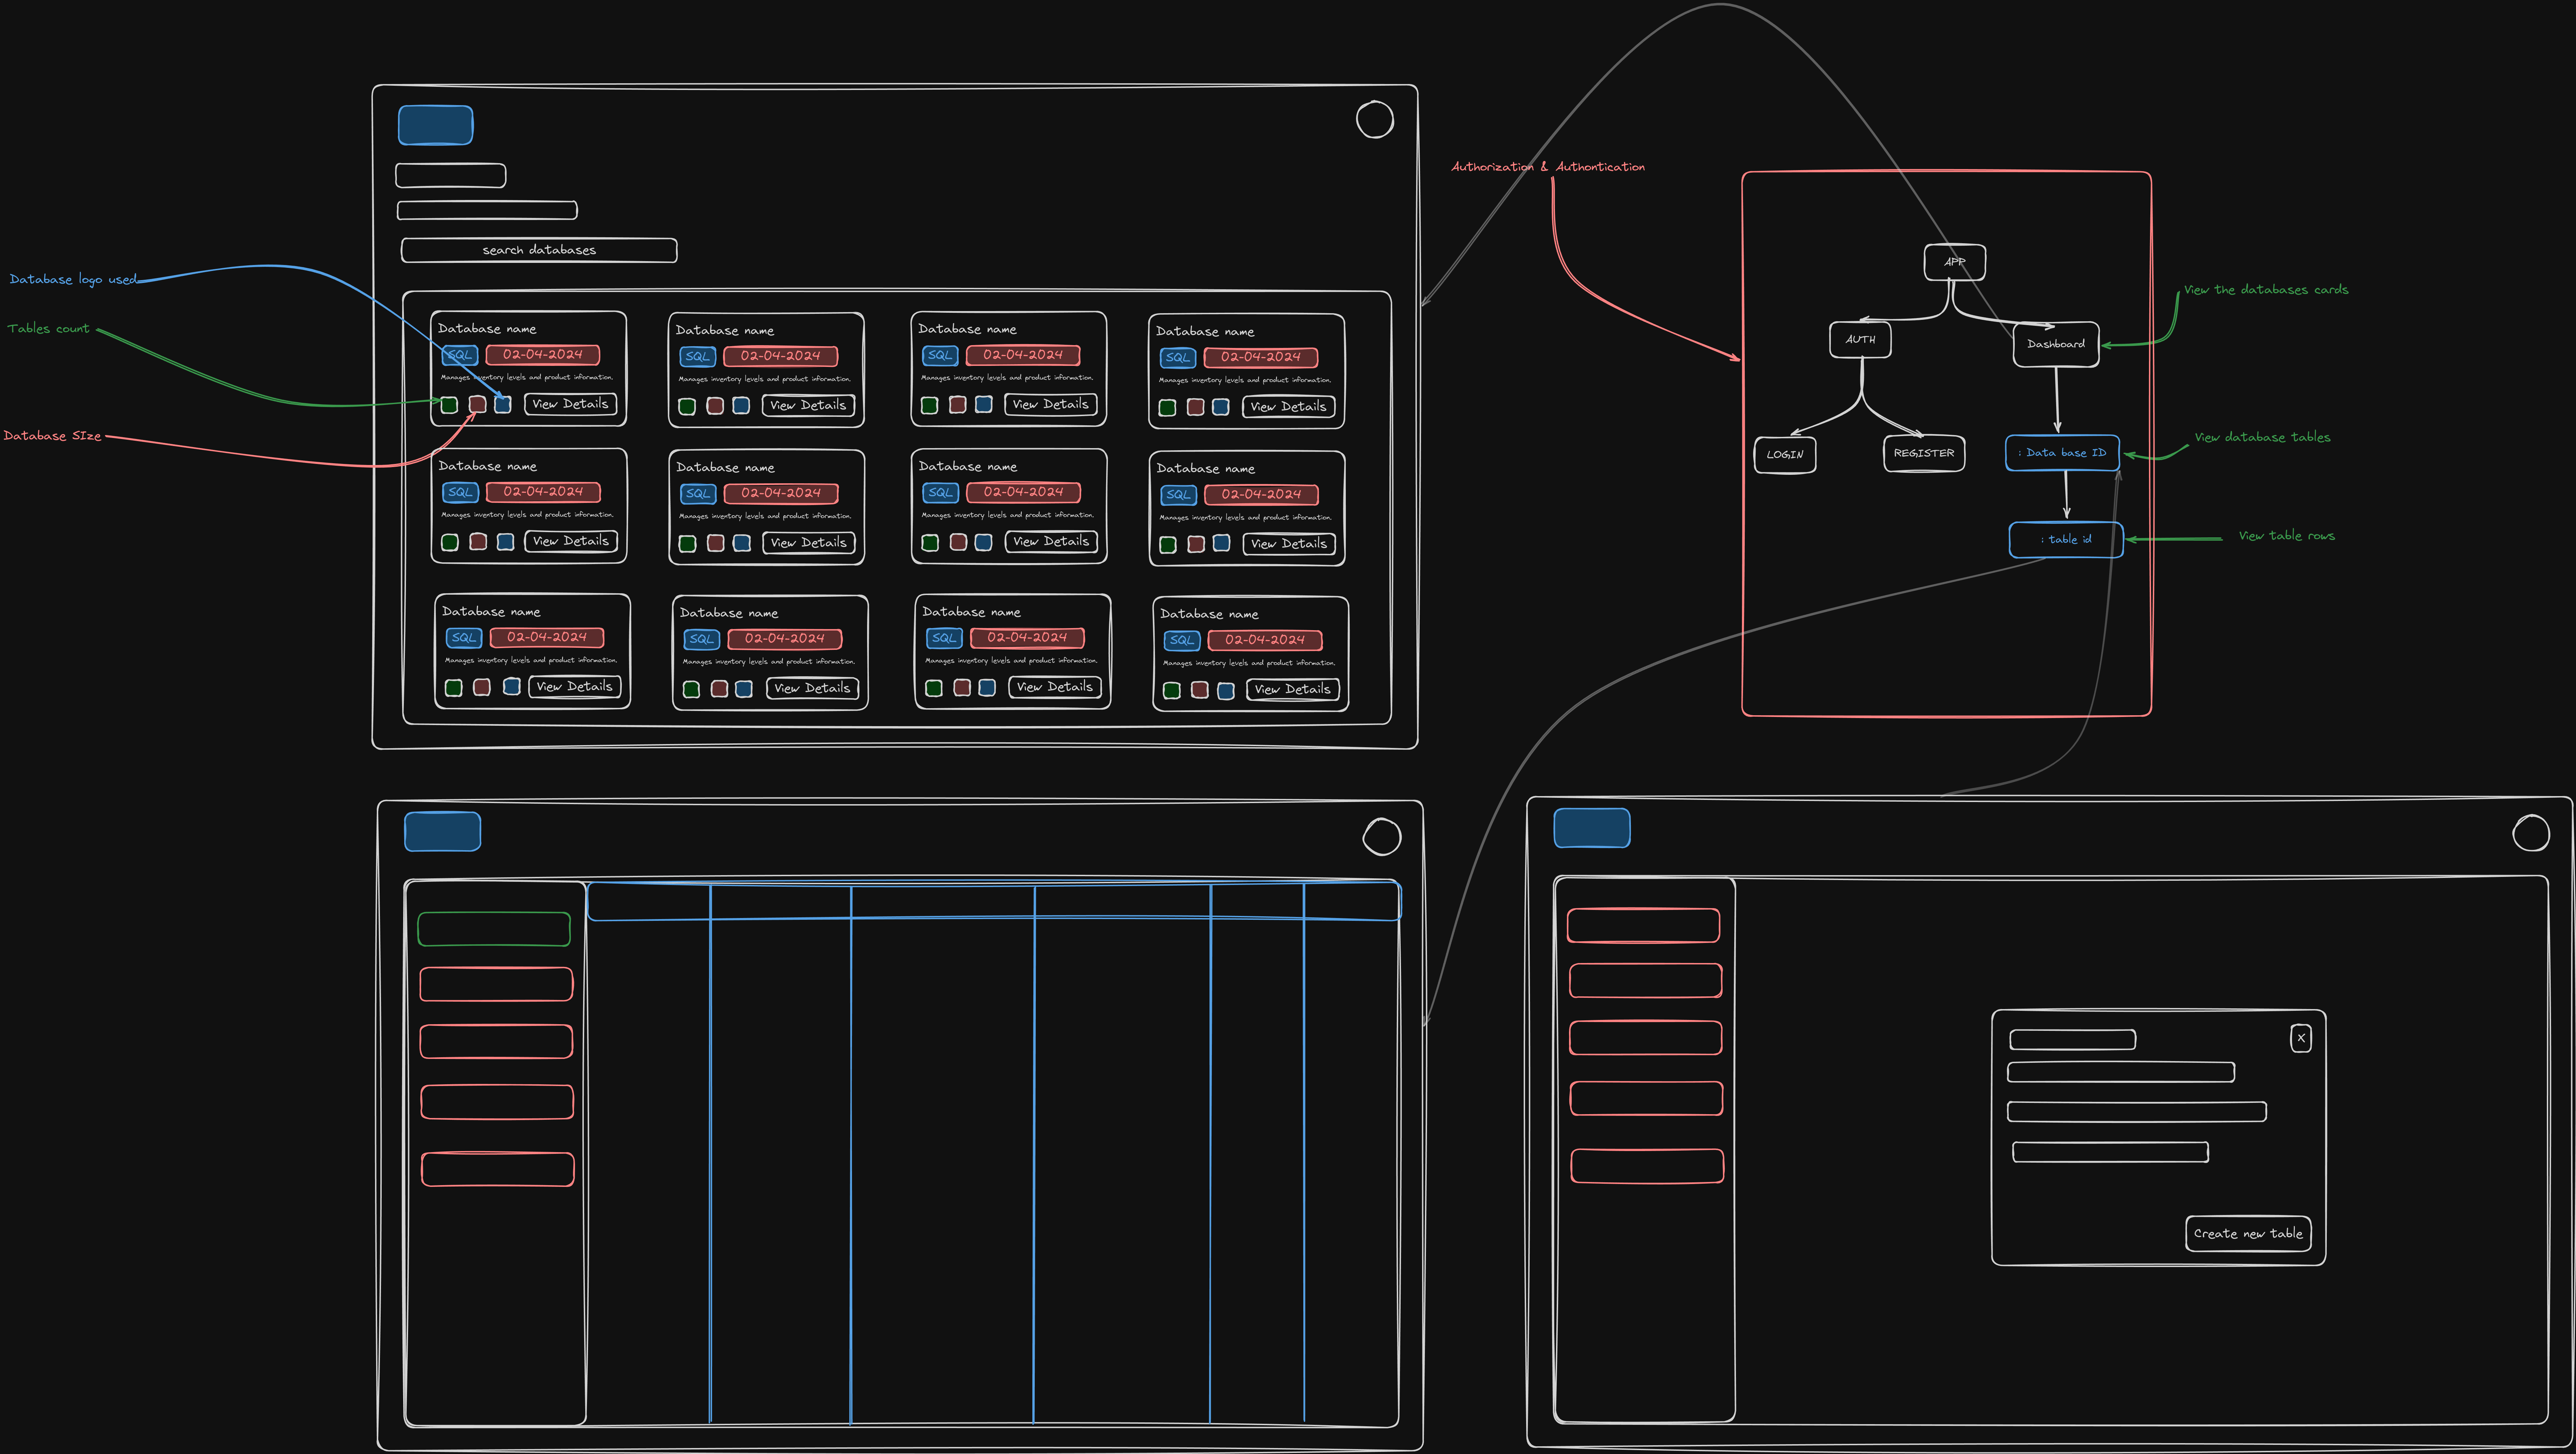 Authorization & Authontication
search databases
Database logo used
Tables count
Database SIze
Database name
SQL
02-04-2024
Manages inventory levels and product information.
View Details
Database name
SQL
02-04-2024
Manages inventory levels and product information.
View Details
Database name
SQL
02-04-2024
Manages inventory levels and product information.
View Details
Database name
SQL
02-04-2024
Manages inventory levels and product information.
View Details
Database name
SQL
02-04-2024
Manages inventory levels and product information.
View Details
Database name
SQL
02-04-2024
Manages inventory levels and product information.
View Details
Database name
SQL
02-04-2024
Manages inventory levels and product information.
View Details
Database name
SQL
02-04-2024
Manages inventory levels and product information.
View Details
Database name
SQL
02-04-2024
Manages inventory levels and product information.
View Details
Database name
SQL
02-04-2024
Manages inventory levels and product information.
View Details
Database name
SQL
02-04-2024
Manages inventory levels and product information.
View Details
Database name
SQL
02-04-2024
Manages inventory levels and product information.
View Details
APP
View the databases cards
AUTH
Dashboard
LOGIN
REGISTER
: Data base ID
View database tables
: table id
View table rows
X
Create new table